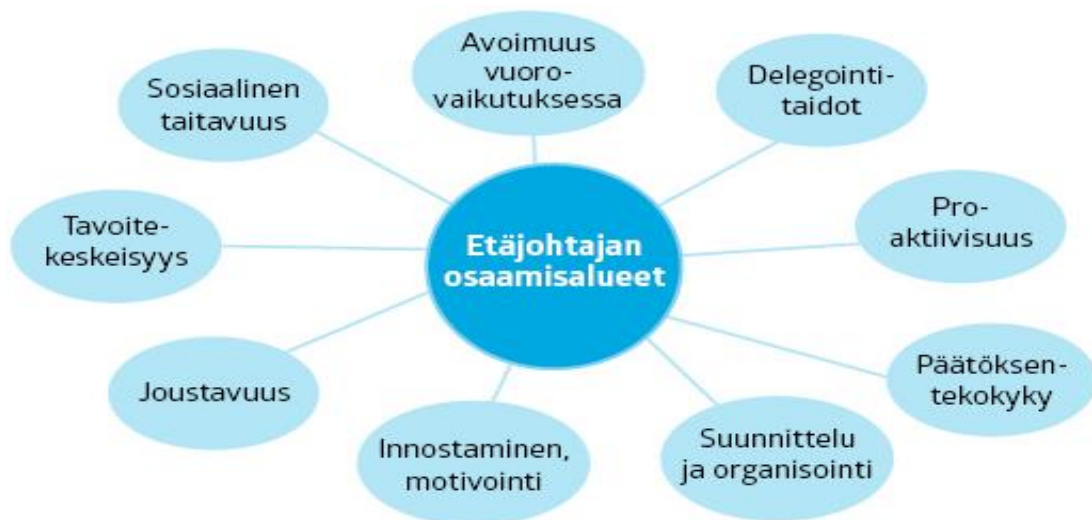 Avoimuus
vuoro-
vaikutuksessa
Delegointi-
taidot
Pro-
aktiivisuus
Päätöksen-
tekokyky
Suunnittelu
ja organisointi
Innostaminen,
motivointi
Joustavuus
Tavoite-
keskeisyys
Sosiaalinen
taitavuus
Etäjohtajan
osaamisalueet